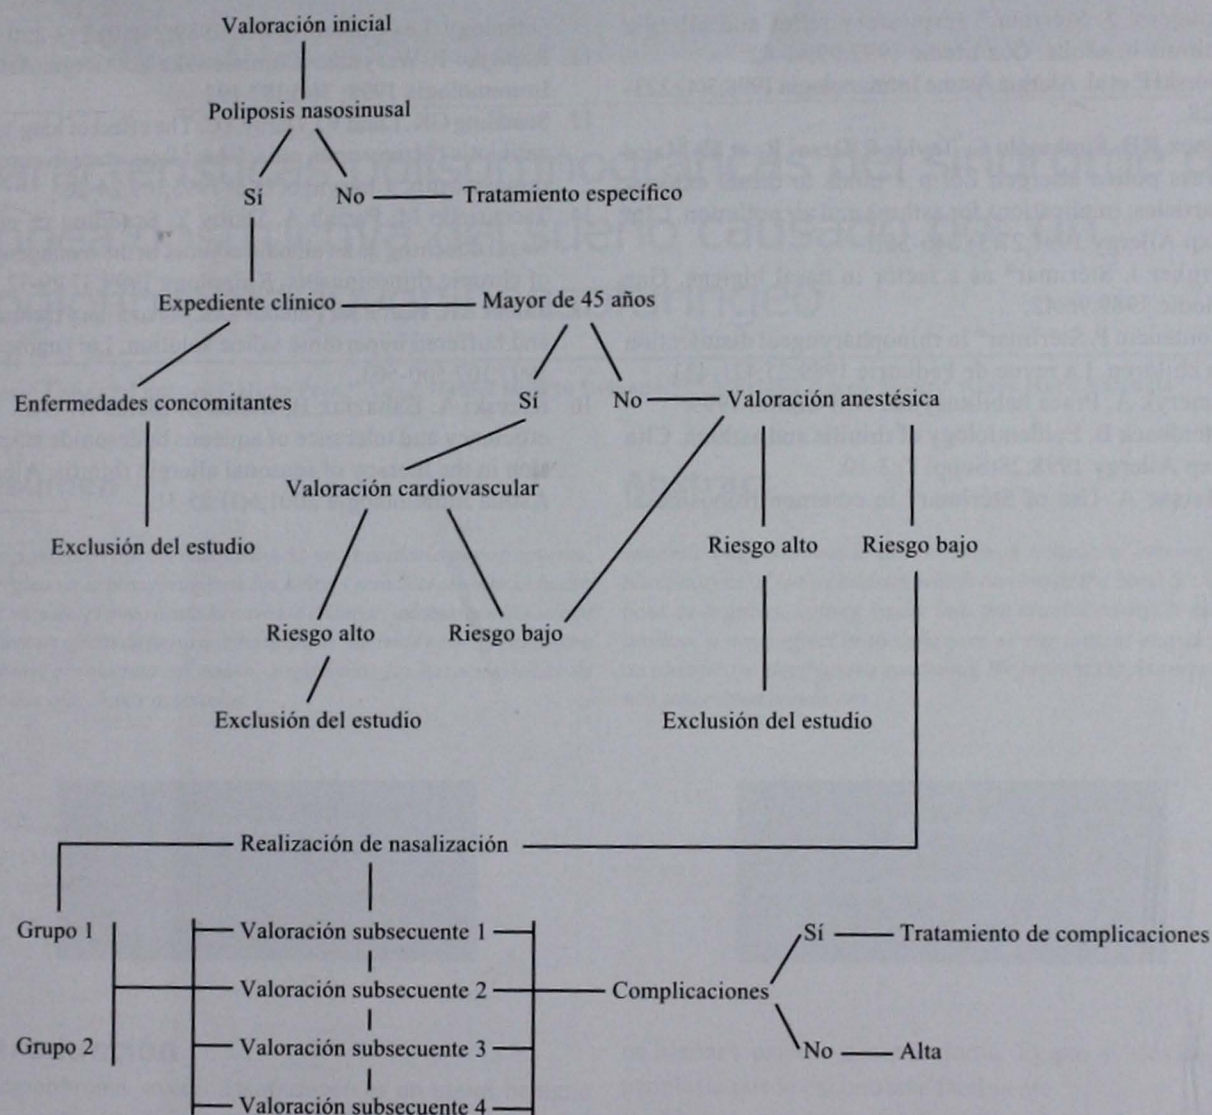 Valoración inicial
Poliposis nasosinusal
Sí No Tratamiento específico
Expediente clínico Mayor de 45 años
Enfermedades concomitantes Sí No Valoración anestésica
Valoración cardiovascular
Exclusión del estudio Riesgo alto Riesgo bajo
Riesgo alto Riesgo bajo
Exclusión del estudio Exclusión del estudio
Realización de nasalización
Grupo 1 Valoración subsecuente 1 Sí Tratamiento de complicaciones
Valoración subsecuente 2 Complicaciones
Grupo 2 Valoración subsecuente 3 No Alta
Valoración subsecuente 4